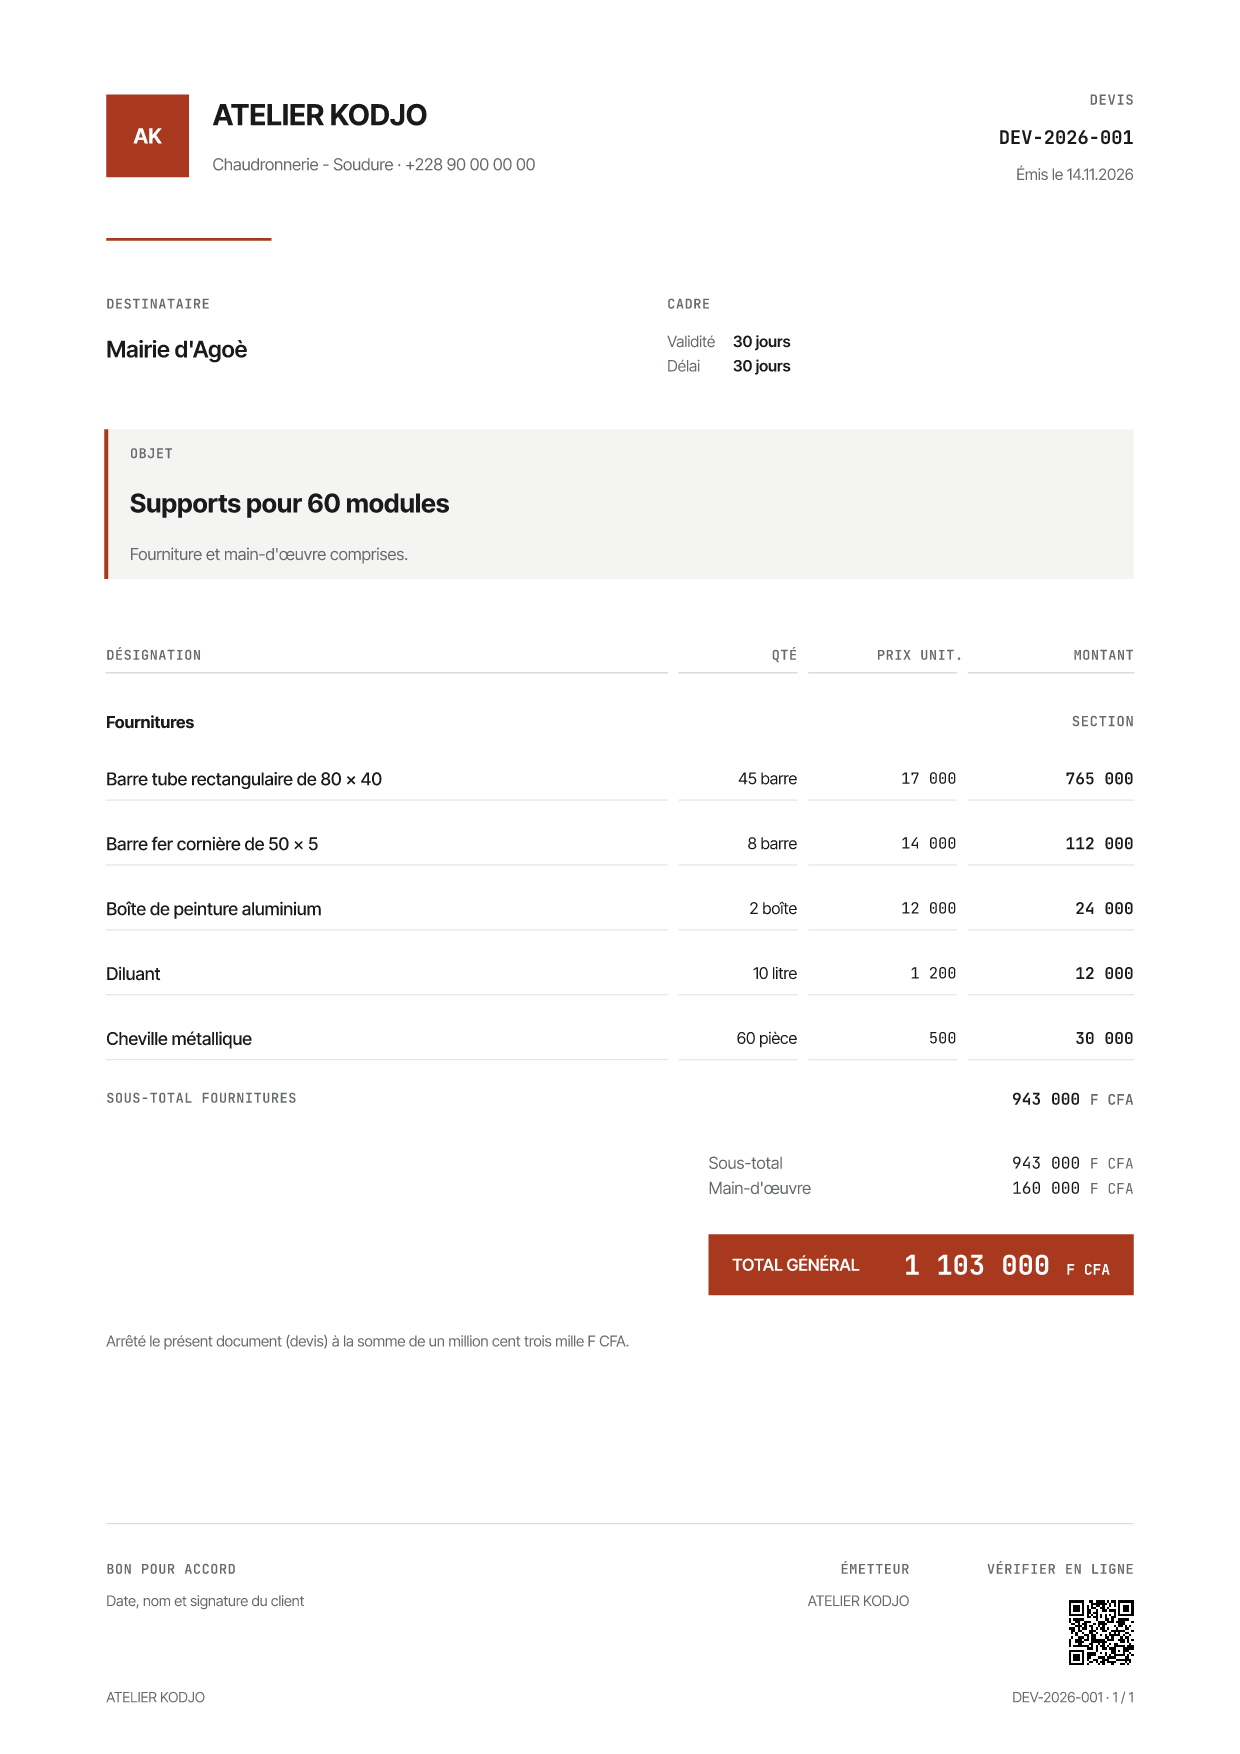 AK
ATELIER KODJO
Chaudronnerie - Soudure · +228 90 00 00 00
DEVIS
DEV-2026-001
Émis le 14.11.2026
DESTINATAIRE
Mairie d'Agoè
CADRE
Validité 30 jours
Délai 30 jours
OBJET
Supports pour 60 modules
Fourniture et main-d'œuvre comprises.
DÉSIGNATION QTÉ PRIX UNIT. MONTANT
Fournitures SECTION
Barre tube rectangulaire de 80 × 40 45 barre 17 000 765 000
Barre fer cornière de 50 × 5 8 barre 14 000 112 000
Boîte de peinture aluminium 2 boîte 12 000 24 000
Diluant 10 litre 1 200 12 000
Cheville métallique 60 pièce 500 30 000
SOUS-TOTAL FOURNITURES 943 000 F CFA
Sous-total 943 000 F CFA
Main-d'œuvre 160 000 F CFA
TOTAL GÉNÉRAL 1 103 000 F CFA
Arrêté le présent document (devis) à la somme de un million cent trois mille F CFA.
BON POUR ACCORD
Date, nom et signature du client
ÉMETTEUR
ATELIER KODJO
VÉRIFIER EN LIGNE
ATELIER KODJO DEV-2026-001 · 1 / 1